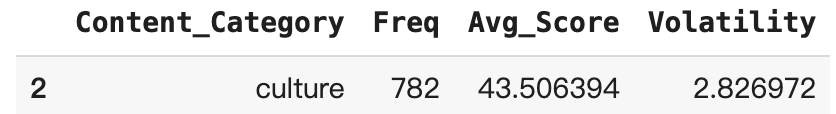 Content_Category Freq Avg_Score Volatility
2 culture 782 43.506394 2.826972